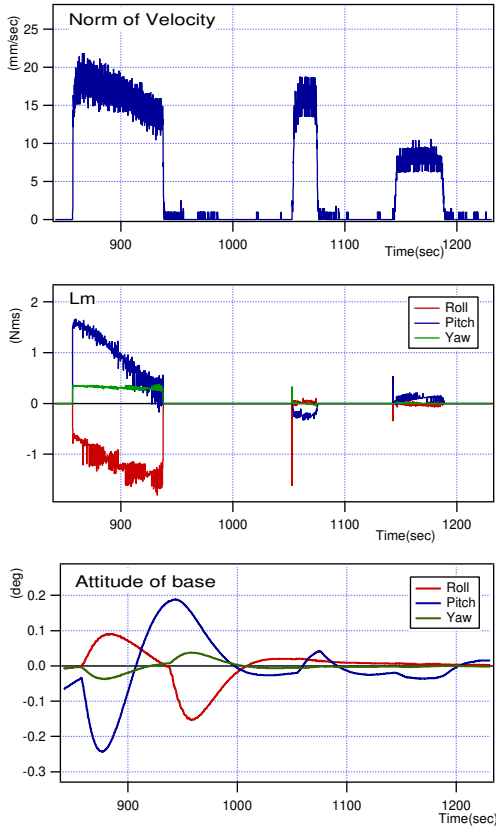 Norm of Velocity
(mm/sec)
25
20
15
10
5
0
900
1000
1100
1200
Time(sec)
Lm
(Nms)
Roll
Pitch
Yaw
2
1
0
-1
900
1000
1100
1200
Time(sec)
Attitude of base
(deg)
Roll
Pitch
Yaw
0.2
0.1
0.0
-0.1
-0.2
-0.3
900
1000
1100
1200
Time(sec)